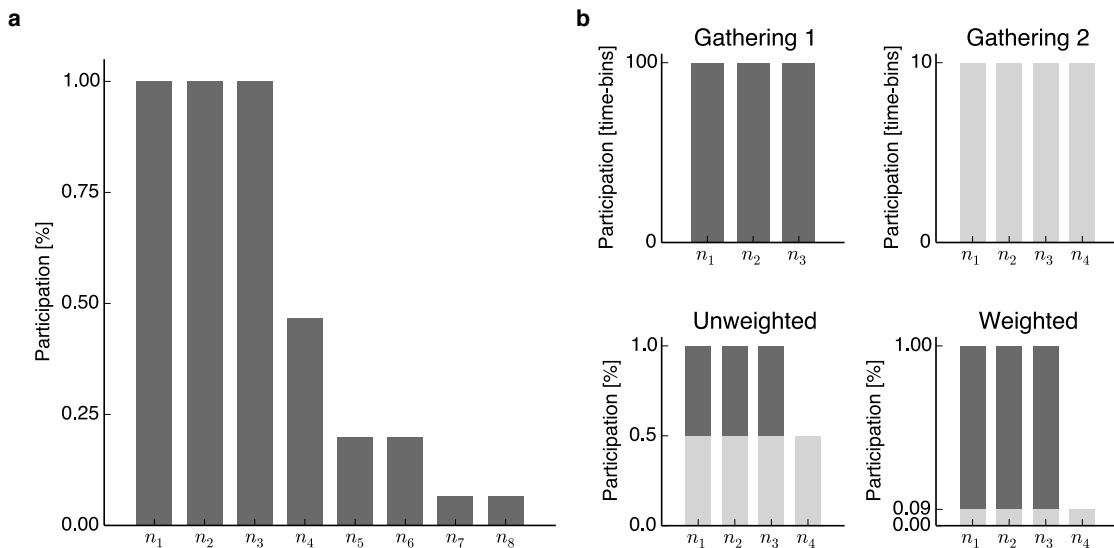 a
Participation [%]
1.00
0.75
0.50
0.25
0.00
n₁ n₂ n₃ n₄ n₅ n₆ n₇ n₈
b
Gathering 1
Participation [time-bins]
100
0
n₁ n₂ n₃
Gathering 2
Participation [time-bins]
10
0
n₁ n₂ n₃ n₄
Unweighted
Participation [%]
1.0
0.5
0.0
n₁ n₂ n₃ n₄
Weighted
Participation [%]
1.00
0.09
0.00
n₁ n₂ n₃ n₄